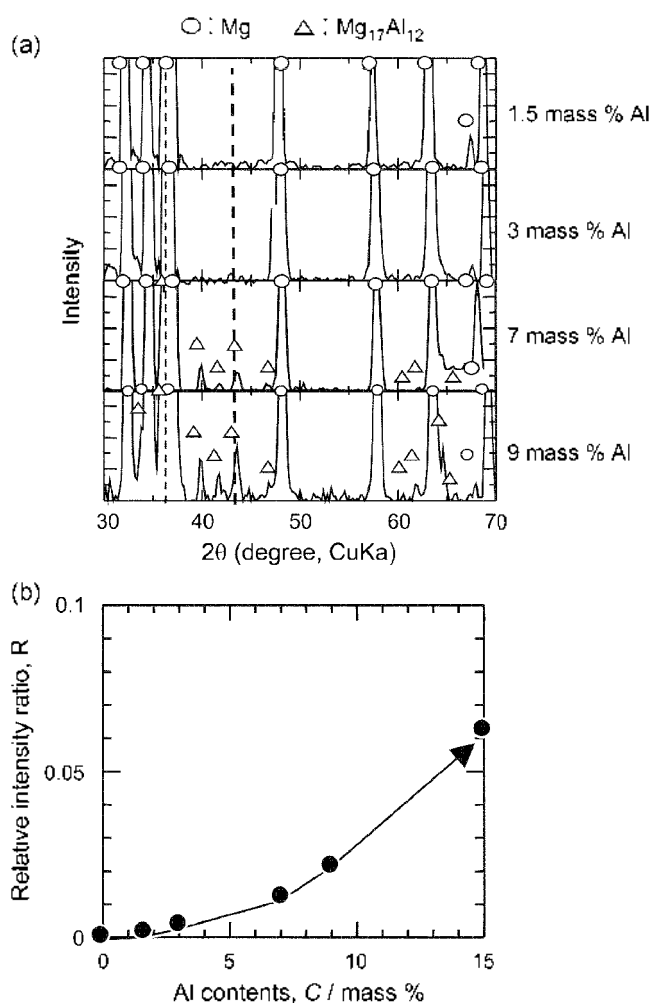 ○ : Mg △ : Mg17Al12
(a)
1.5 mass % Al
3 mass % Al
7 mass % Al
9 mass % Al
Intensity
30 40 50 60 70
2θ (degree, CuKa)
(b)
0.1
0.05
0
Relative intensity ratio, R
0 5 10 15
Al contents, C / mass %